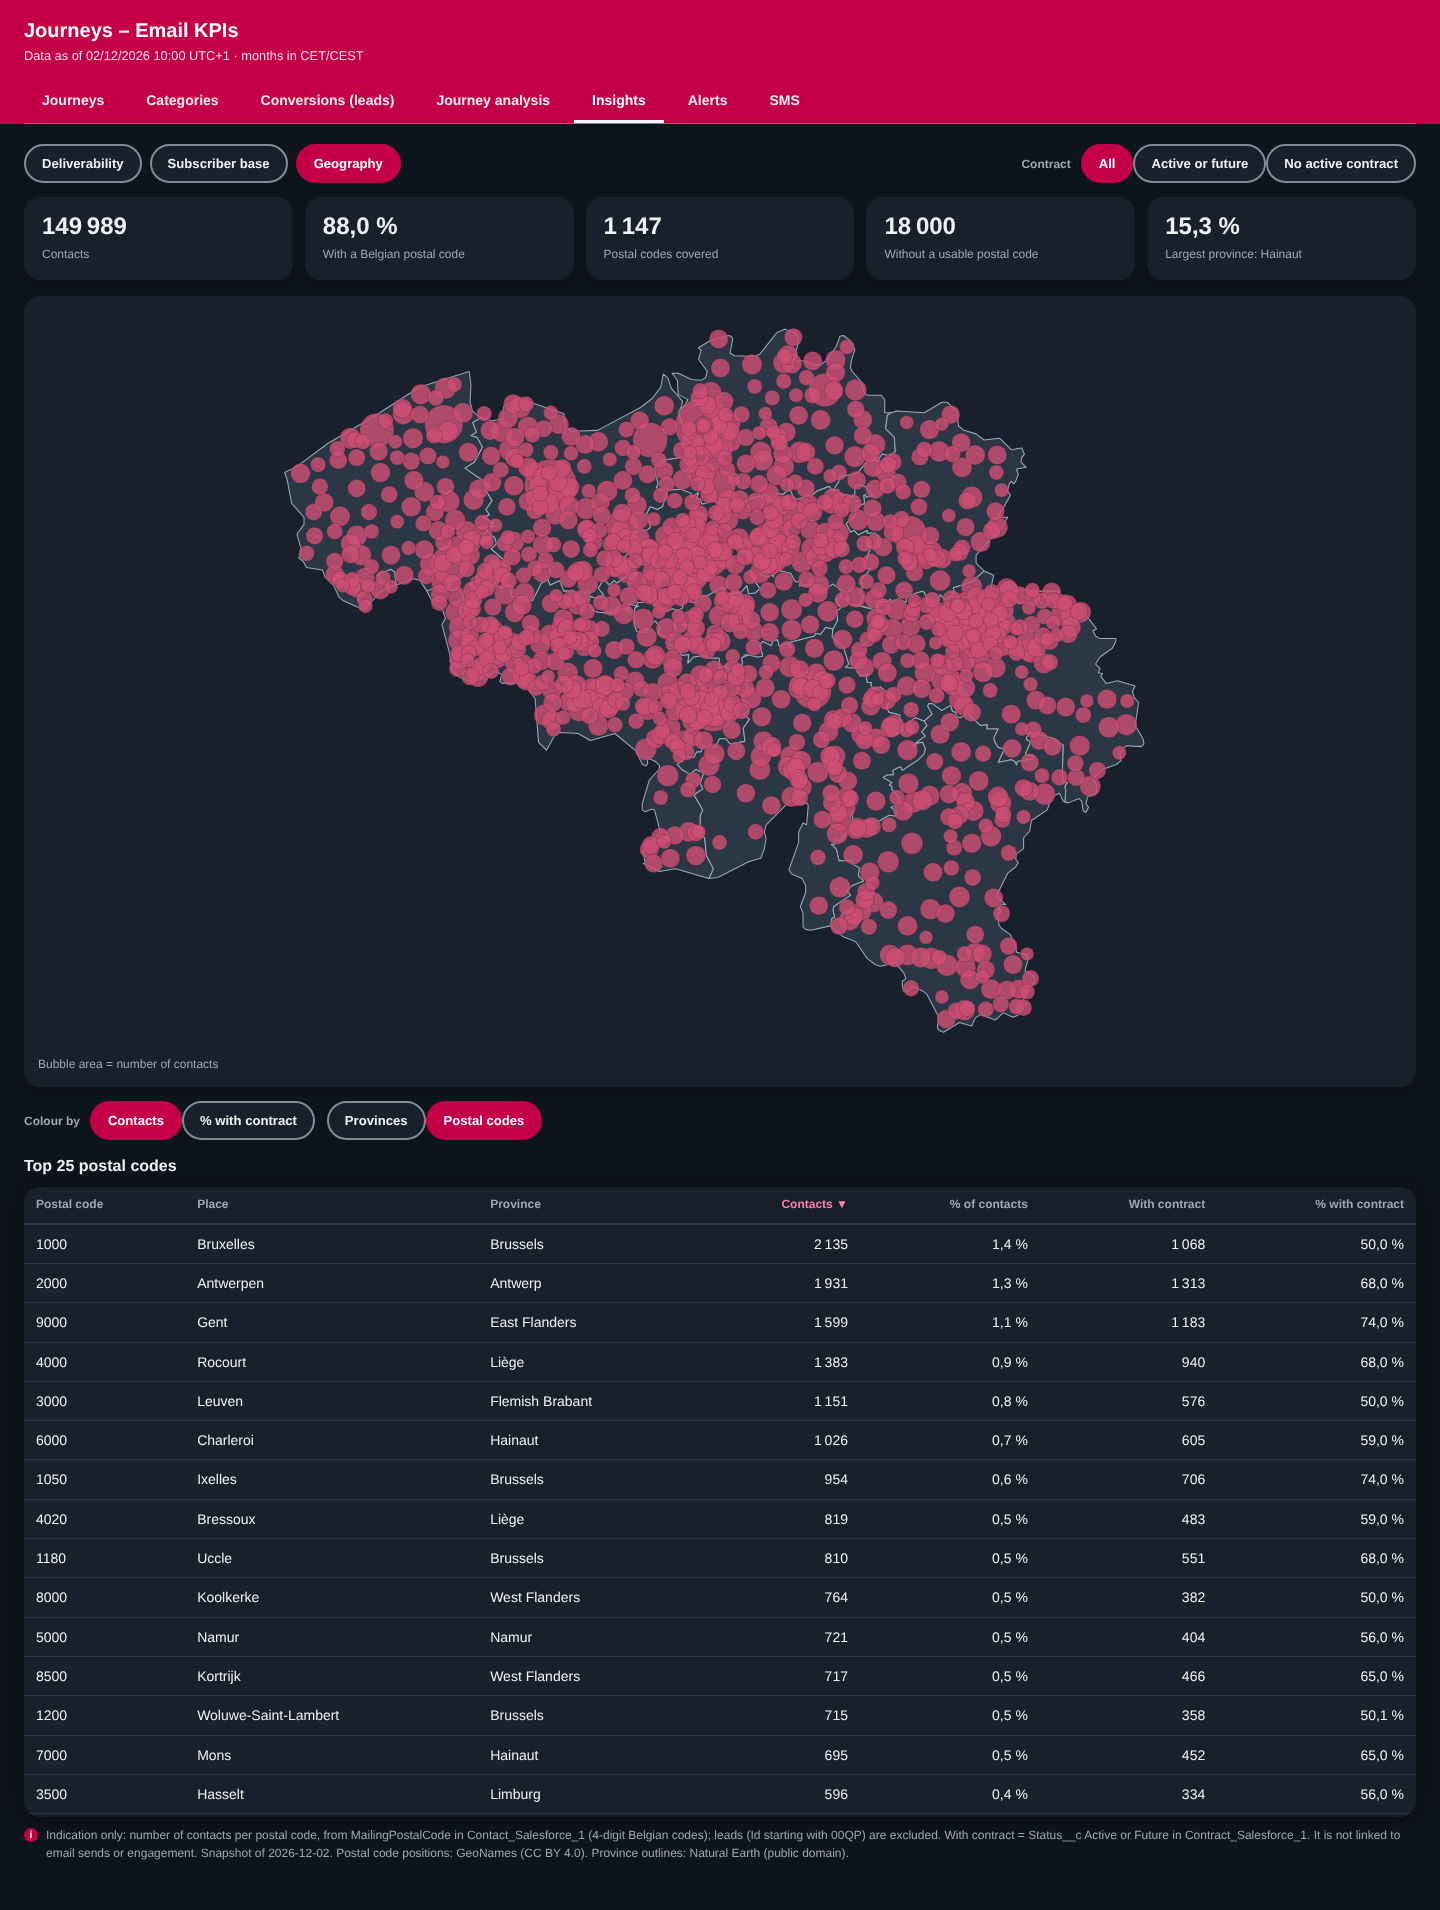 Journeys – Email KPIs
Data as of 02/12/2026 10:00 UTC+1 · months in CET/CEST
Journeys Categories Conversions (leads) Journey analysis Insights Alerts SMS
Deliverability Subscriber base Geography Contract All Active or future No active contract
149 989 88,0 % 1 147 18 000 15,3 %
Contacts With a Belgian postal code Postal codes covered Without a usable postal code Largest province: Hainaut
Bubble area = number of contacts
Colour by Contacts % with contract Provinces Postal codes
Top 25 postal codes
Postal code Place Province Contacts ▼ % of contacts With contract % with contract
1000 Bruxelles Brussels 2 135 1,4 % 1 068 50,0 %
2000 Antwerpen Antwerp 1 931 1,3 % 1 313 68,0 %
9000 Gent East Flanders 1 599 1,1 % 1 183 74,0 %
4000 Rocourt Liège 1 383 0,9 % 940 68,0 %
3000 Leuven Flemish Brabant 1 151 0,8 % 576 50,0 %
6000 Charleroi Hainaut 1 026 0,7 % 605 59,0 %
1050 Ixelles Brussels 954 0,6 % 706 74,0 %
4020 Bressoux Liège 819 0,5 % 483 59,0 %
1180 Uccle Brussels 810 0,5 % 551 68,0 %
8000 Koolkerke West Flanders 764 0,5 % 382 50,0 %
5000 Namur Namur 721 0,5 % 404 56,0 %
8500 Kortrijk West Flanders 717 0,5 % 466 65,0 %
1200 Woluwe-Saint-Lambert Brussels 715 0,5 % 358 50,1 %
7000 Mons Hainaut 695 0,5 % 452 65,0 %
3500 Hasselt Limburg 596 0,4 % 334 56,0 %
i Indication only: number of contacts per postal code, from MailingPostalCode in Contact_Salesforce_1 (4-digit Belgian codes); leads (Id starting with 00QP) are excluded. With contract = Status__c Active or Future in Contract_Salesforce_1. It is not linked to
email sends or engagement. Snapshot of 2026-12-02. Postal code positions: GeoNames (CC BY 4.0). Province outlines: Natural Earth (public domain).